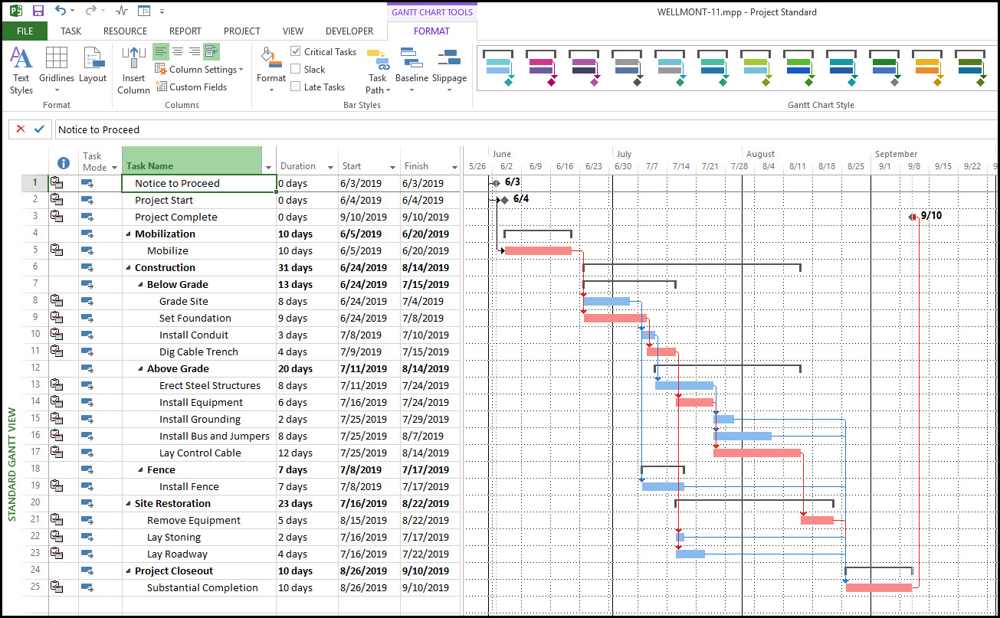 GANTT CHART TOOLS
WELLMONT-11.mpp - Project Standard
FILE TASK RESOURCE REPORT PROJECT VIEW DEVELOPER FORMAT
Text Styles
Gridlines
Layout
Format
Insert Column
Column Settings
Custom Fields
Columns
Format
Critical Tasks
Slack
Late Tasks
Task Path
Baseline
Slippage
Bar Styles
Gantt Chart Style
Notice to Proceed
Task Mode
Task Name
Duration
Start
Finish
June July August September
5/26 6/2 6/9 6/16 6/23 6/30 7/7 7/14 7/21 7/28 8/4 8/11 8/18 8/25 9/1 9/8 9/15 9/22 9
1 Notice to Proceed 0 days 6/3/2019 6/3/2019 6/3
2 Project Start 0 days 6/4/2019 6/4/2019 6/4
3 Project Complete 0 days 9/10/2019 9/10/2019 9/10
4 Mobilization 10 days 6/5/2019 6/20/2019
5 Mobilize 10 days 6/5/2019 6/20/2019
6 Construction 31 days 6/24/2019 8/14/2019
7 Below Grade 13 days 6/24/2019 7/15/2019
8 Grade Site 8 days 6/24/2019 7/4/2019
9 Set Foundation 9 days 6/24/2019 7/8/2019
10 Install Conduit 3 days 7/8/2019 7/10/2019
11 Dig Cable Trench 4 days 7/9/2019 7/15/2019
12 Above Grade 20 days 7/11/2019 8/14/2019
13 Erect Steel Structures 8 days 7/11/2019 7/24/2019
14 Install Equipment 6 days 7/16/2019 7/24/2019
15 Install Grounding 2 days 7/25/2019 7/29/2019
16 Install Bus and Jumpers 8 days 7/25/2019 8/7/2019
17 Lay Control Cable 12 days 7/25/2019 8/14/2019
18 Fence 7 days 7/8/2019 7/17/2019
19 Install Fence 7 days 7/8/2019 7/17/2019
20 Site Restoration 23 days 7/16/2019 8/22/2019
21 Remove Equipment 5 days 8/15/2019 8/22/2019
22 Lay Stoning 2 days 7/16/2019 7/17/2019
23 Lay Roadway 4 days 7/16/2019 7/22/2019
24 Project Closeout 10 days 8/26/2019 9/10/2019
25 Substantial Completion 10 days 8/26/2019 9/10/2019
STANDARD GANTT VIEW